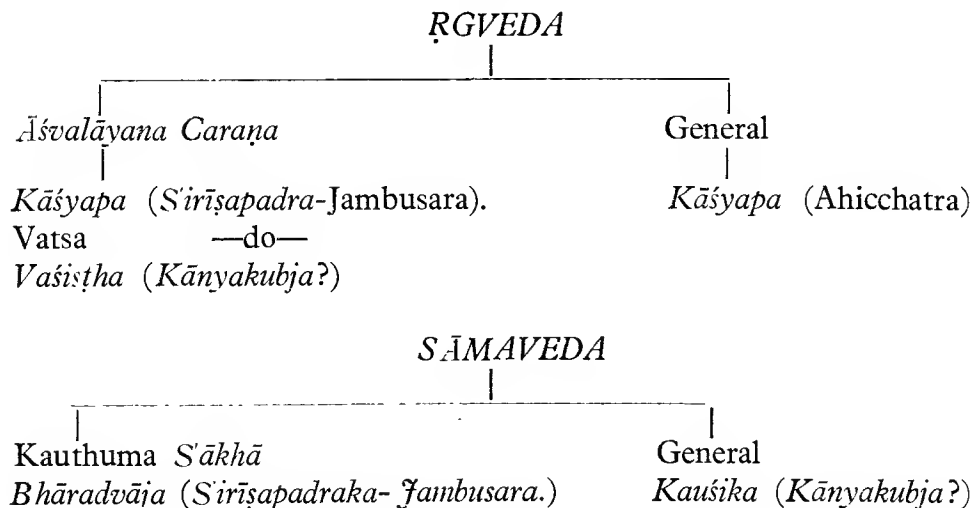 ṚGVEDA
Āśvalāyana Caraṇa General
Kāśyapa (S'irīṣapadra-Jambusara). Kāśyapa (Ahicchatra)
Vatsa —do—
Vaśiṣṭha (Kānyakubja?)
SĀMAVEDA
Kauthuma S'ākhā General
Bhāradvāja (S'irīṣapadraka- Jambusara.) Kauśika (Kānyakubja?)